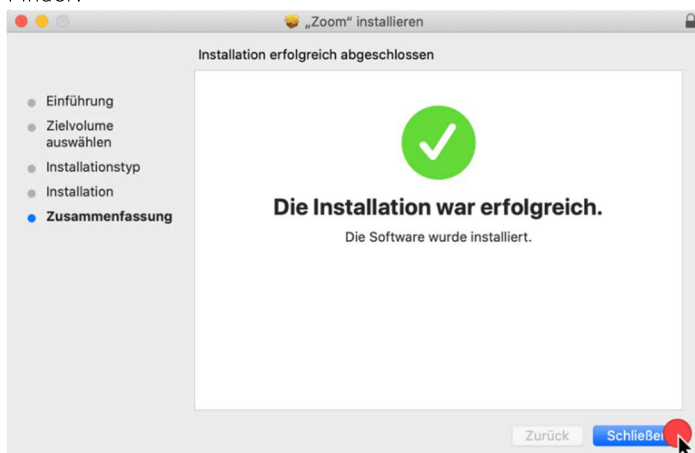 „Zoom“ installieren
Installation erfolgreich abgeschlossen
Einführung
Zielvolume
auswählen
Installationstyp
Installation
Zusammenfassung
Die Installation war erfolgreich.
Die Software wurde installiert.
Zurück